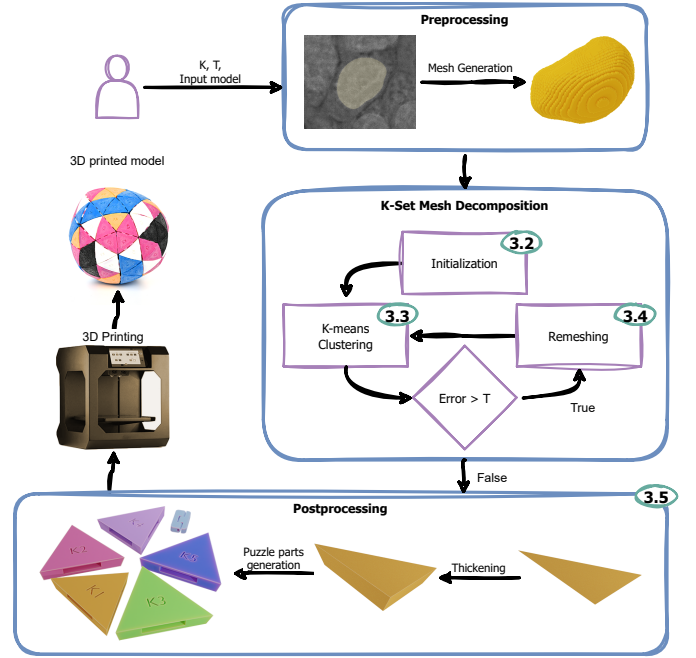 Preprocessing
K, T,
Input model
Mesh Generation
3D printed model
K-Set Mesh Decomposition
3.2
Initialization
3.3
K-means
Clustering
3.4
Remeshing
3D Printing
Error > T
True
False
3.5
Postprocessing
K2
K5
K1
K3
Puzzle parts
generation
Thickening